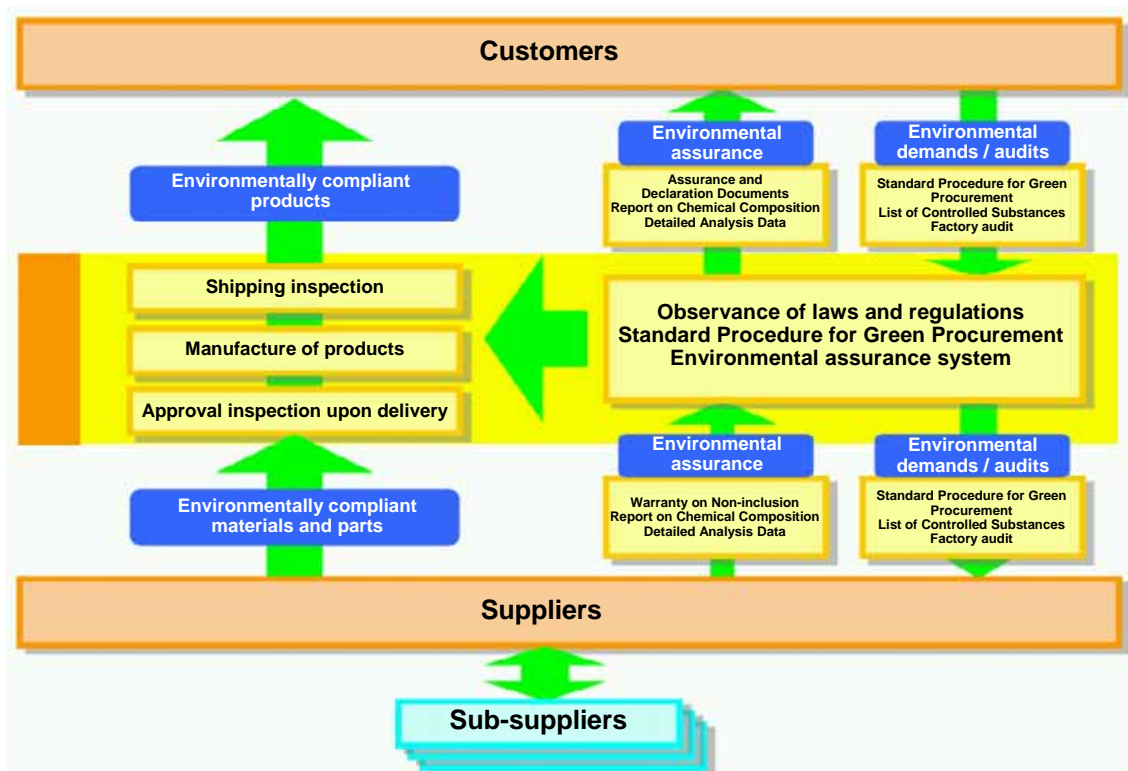 Customers
Environmentally compliant
products
Environmental
assurance
Assurance and
Declaration Documents
Report on Chemical Composition
Detailed Analysis Data
Environmental
demands / audits
Standard Procedure for Green
Procurement
List of Controlled Substances
Factory audit
Shipping inspection
Manufacture of products
Approval inspection upon delivery
Observance of laws and regulations
Standard Procedure for Green Procurement
Environmental assurance system
Environmentally compliant
materials and parts
Environmental
assurance
Warranty on Non-inclusion
Report on Chemical Composition
Detailed Analysis Data
Environmental
demands / audits
Standard Procedure for Green
Procurement
List of Controlled Substances
Factory audit
Suppliers
Sub-suppliers